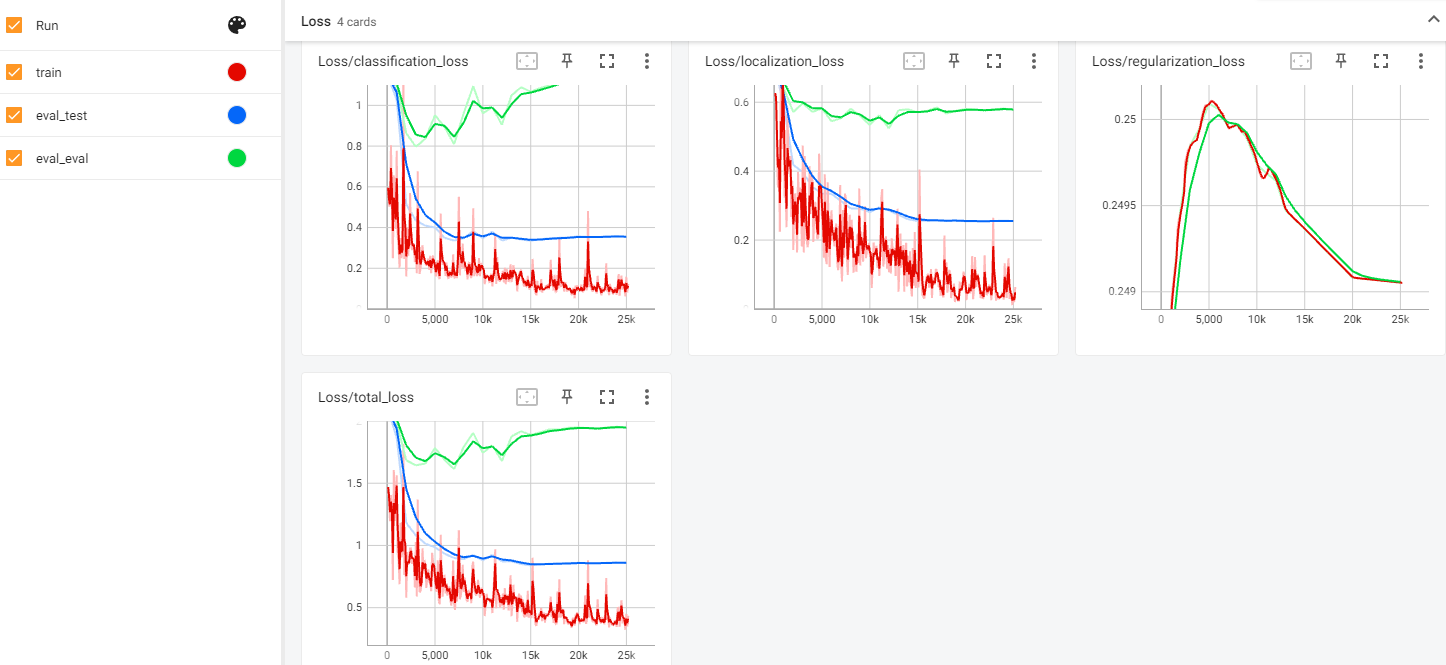 Run
train
eval_test
eval_eval
Loss 4 cards
Loss/classification_loss
1
0.8
0.6
0.4
0.2
0 5,000 10k 15k 20k 25k
Loss/localization_loss
0.6
0.4
0.2
0 5,000 10k 15k 20k 25k
Loss/regularization_loss
0.25
0.2495
0.249
0 5,000 10k 15k 20k 25k
Loss/total_loss
1.5
1
0.5
0 5,000 10k 15k 20k 25k